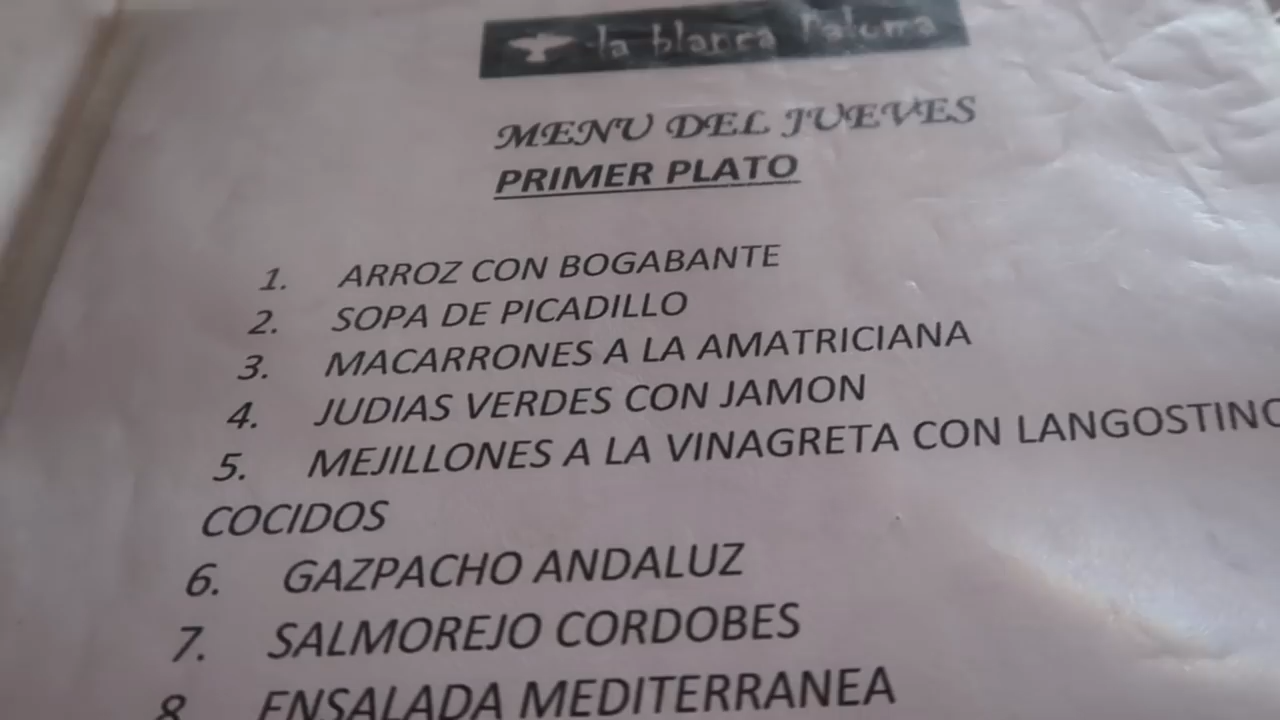 la blanca Paloma
MENU DEL JUEVES
PRIMER PLATO
1. ARROZ CON BOGABANTE
2. SOPA DE PICADILLO
3. MACARRONES A LA AMATRICIANA
4. JUDIAS VERDES CON JAMON
5. MEJILLONES A LA VINAGRETA CON LANGOSTINO
COCIDOS
6. GAZPACHO ANDALUZ
7. SALMOREJO CORDOBES
8 ENSALADA MEDITERRANEA